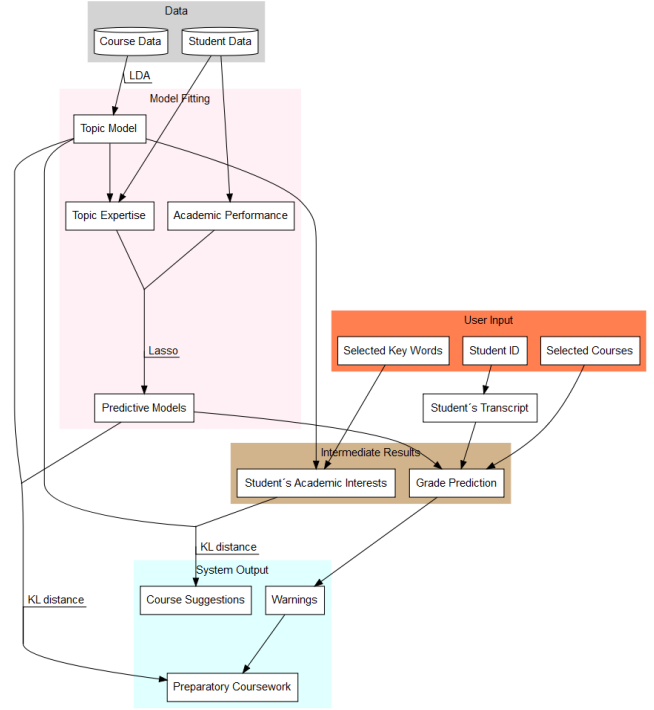 Data
Course Data
Student Data
LDA
Model Fitting
Topic Model
Topic Expertise
Academic Performance
Lasso
Predictive Models
User Input
Selected Key Words
Student ID
Selected Courses
Student´s Transcript
Intermediate Results
Student´s Academic Interests
Grade Prediction
KL distance
System Output
Course Suggestions
Warnings
KL distance
Preparatory Coursework